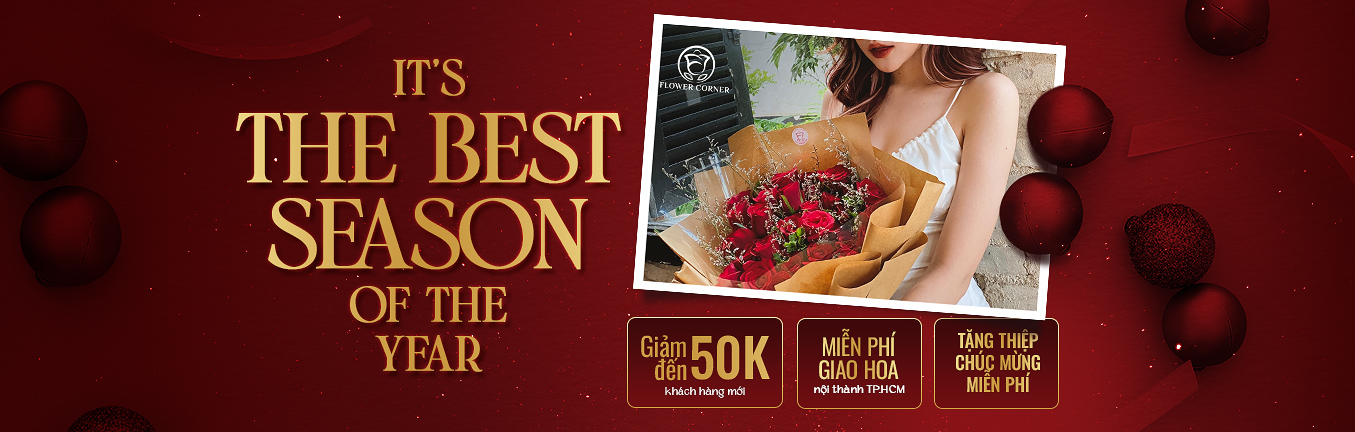 IT'S
THE BEST
SEASON
OF THE
YEAR
FLOWER CORNER
Giảm
đến 50K
khách hàng mới
MIỄN PHÍ
GIAO HOA
nội thành TP.HCM
TẶNG THIỆP
CHÚC MỪNG
MIỄN PHÍ